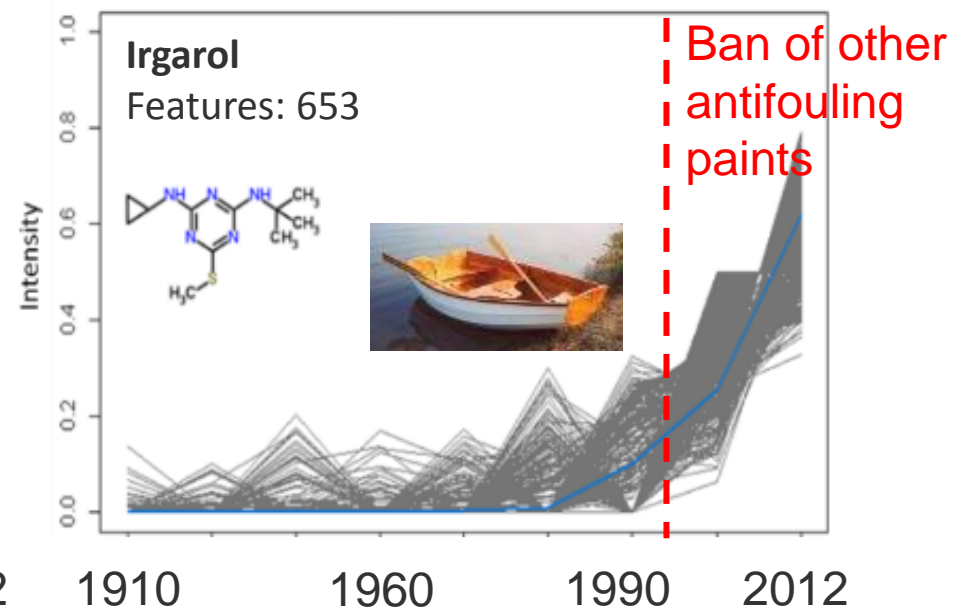 Irgarol
Features: 653
Ban of other
antifouling
paints
Intensity
1.0
0.8
0.6
0.4
0.2
0.0
NH
N
NH
CH3
CH3
CH3
N
N
S
H3C
2
1910
1960
1990
2012